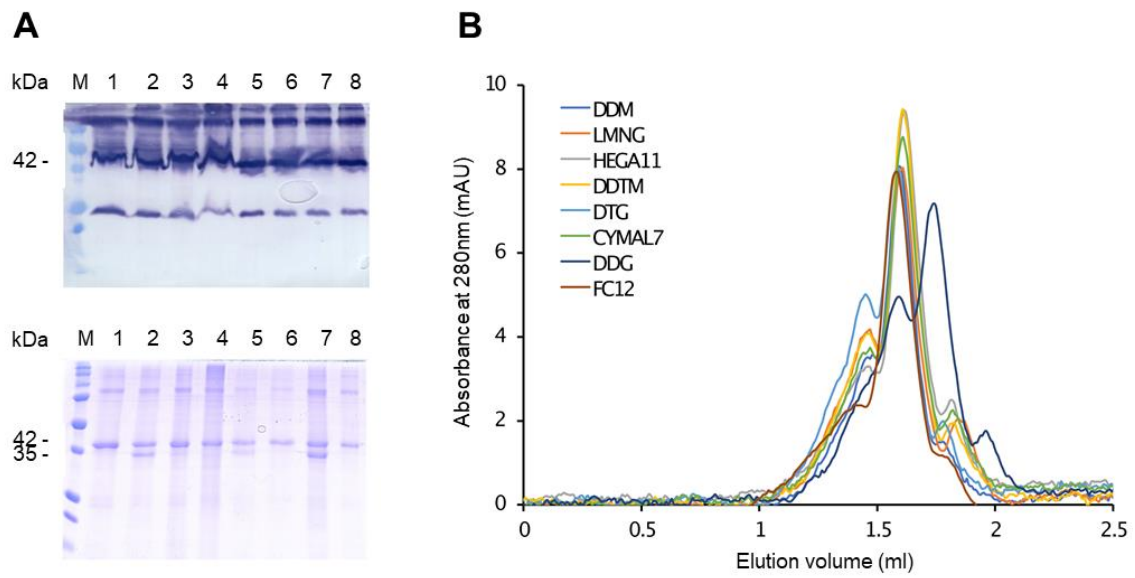 A
kDa M 1 2 3 4 5 6 7 8
42 -
kDa M 1 2 3 4 5 6 7 8
42 -
35 -
B
10
8
6
4
2
0
Absorbance at 280nm (mAU)
DDM
LMNG
HEGA11
DDTM
DTG
CYMAL7
DDG
FC12
0 0.5 1 1.5 2 2.5
Elution volume (ml)